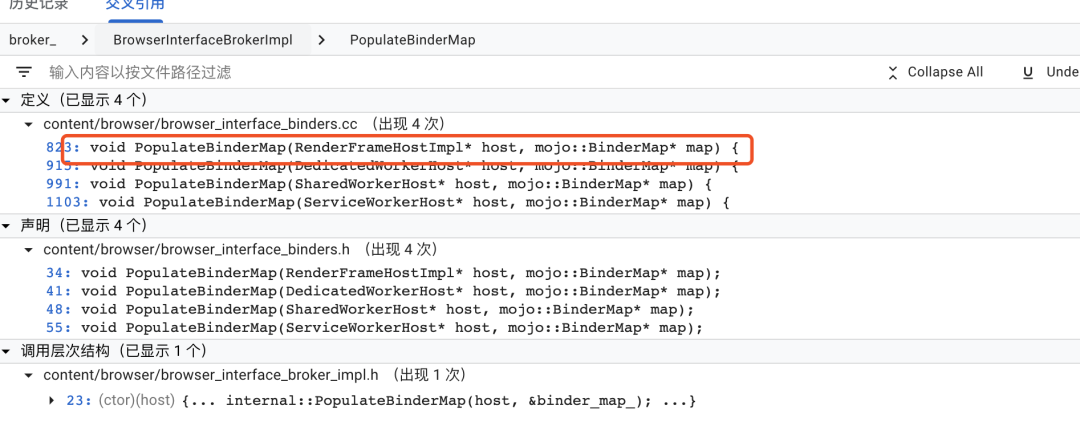 历史记录 交叉引用
broker_ > BrowserInterfaceBrokerImpl > PopulateBinderMap
输入内容以按文件路径过滤 Collapse All U Unde
定义（已显示 4 个）
content/browser/browser_interface_binders.cc （出现 4 次）
823: void PopulateBinderMap(RenderFrameHostImpl* host, mojo::BinderMap* map) {
915: void PopulateBinderMap(DedicatedWorkerHost* host, mojo::BinderMap* map) {
991: void PopulateBinderMap(SharedWorkerHost* host, mojo::BinderMap* map) {
1103: void PopulateBinderMap(ServiceWorkerHost* host, mojo::BinderMap* map) {
声明（已显示 4 个）
content/browser/browser_interface_binders.h （出现 4 次）
34: void PopulateBinderMap(RenderFrameHostImpl* host, mojo::BinderMap* map);
41: void PopulateBinderMap(DedicatedWorkerHost* host, mojo::BinderMap* map);
48: void PopulateBinderMap(SharedWorkerHost* host, mojo::BinderMap* map);
55: void PopulateBinderMap(ServiceWorkerHost* host, mojo::BinderMap* map);
调用层次结构（已显示 1 个）
content/browser/browser_interface_broker_impl.h （出现 1 次）
23: (ctor)(host) {... internal::PopulateBinderMap(host, &binder_map_); ...}